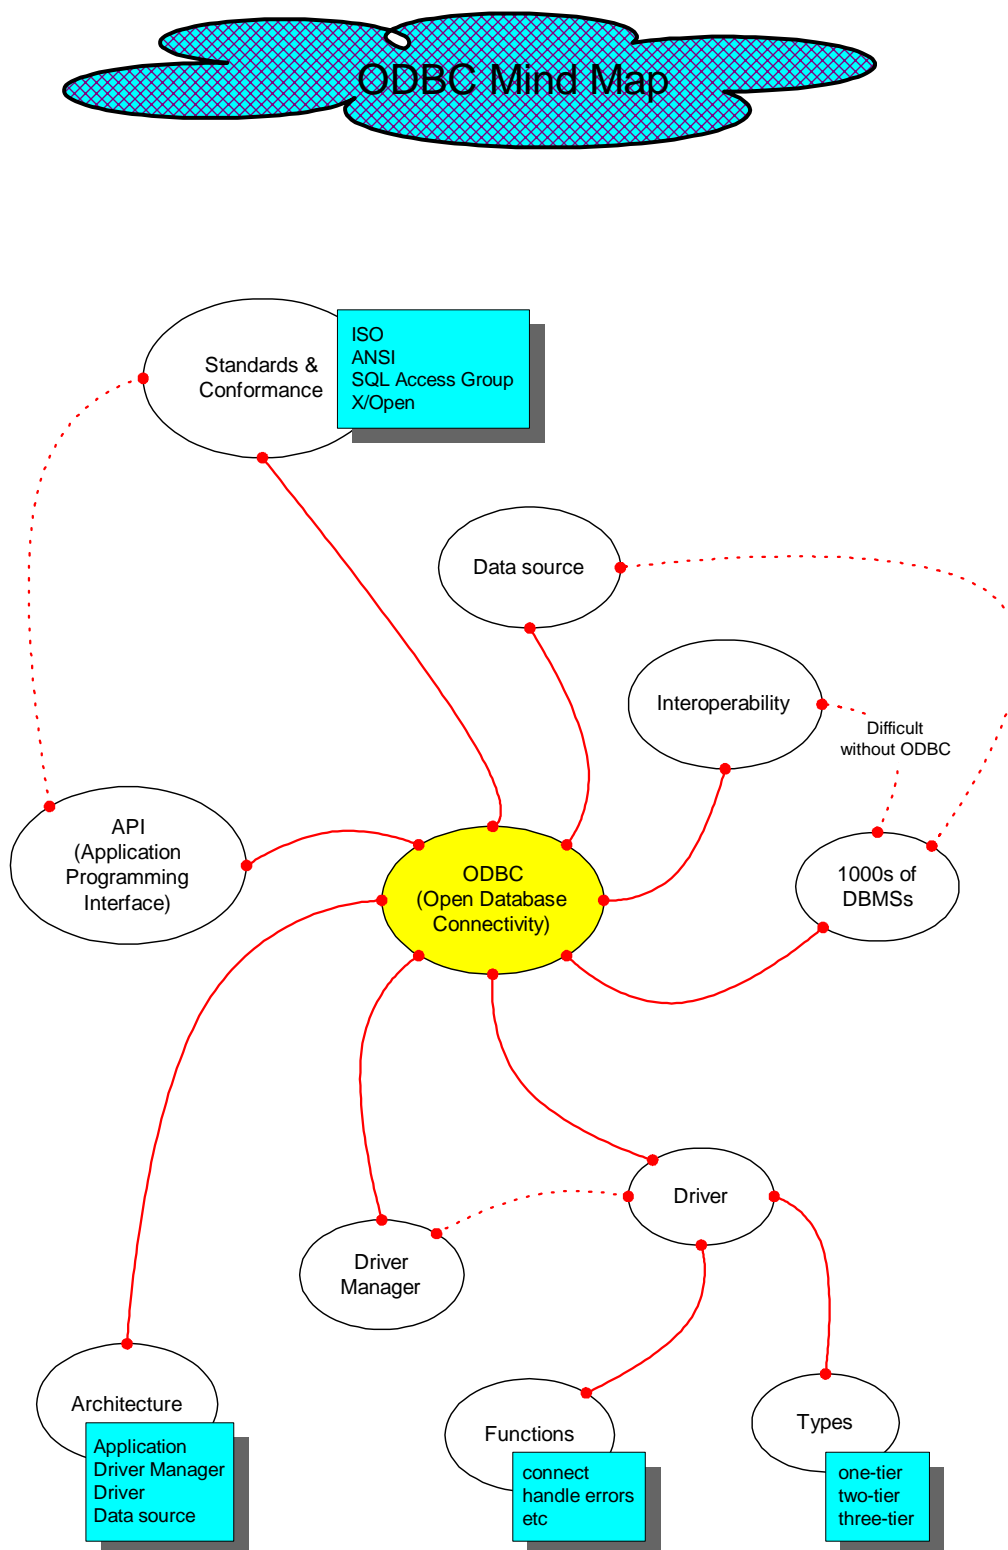 ODBC Mind Map
Standards &
Conformance
ISO
ANSI
SQL Access Group
X/Open
Data source
Interoperability
Difficult
without ODBC
API
(Application
Programming
Interface)
ODBC
(Open Database
Connectivity)
1000s of
DBMSs
Driver
Driver
Manager
Architecture
Application
Driver Manager
Driver
Data source
Functions
connect
handle errors
etc
Types
one-tier
two-tier
three-tier